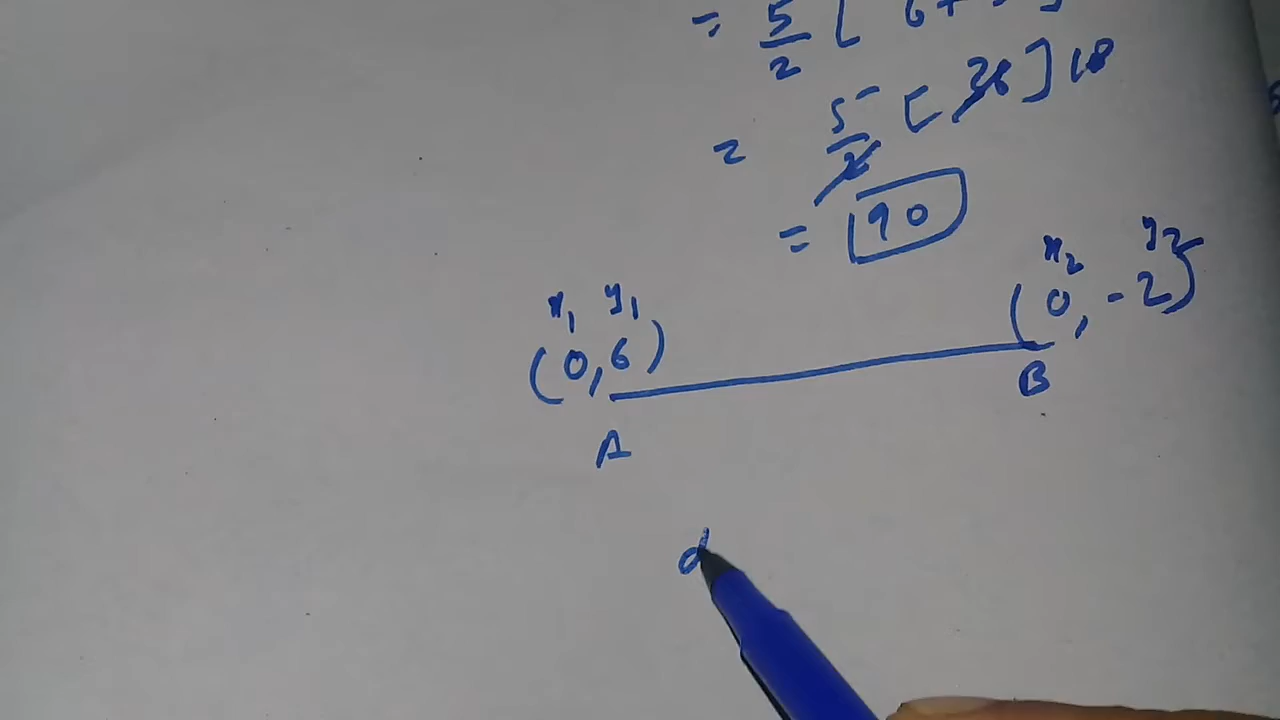 = 5/2 [ 6+
= 5/2 [ 36 ] 18
= 90
x₁ y₁
(0,6)
x₂ y₂
(0,-2)
A
B
d